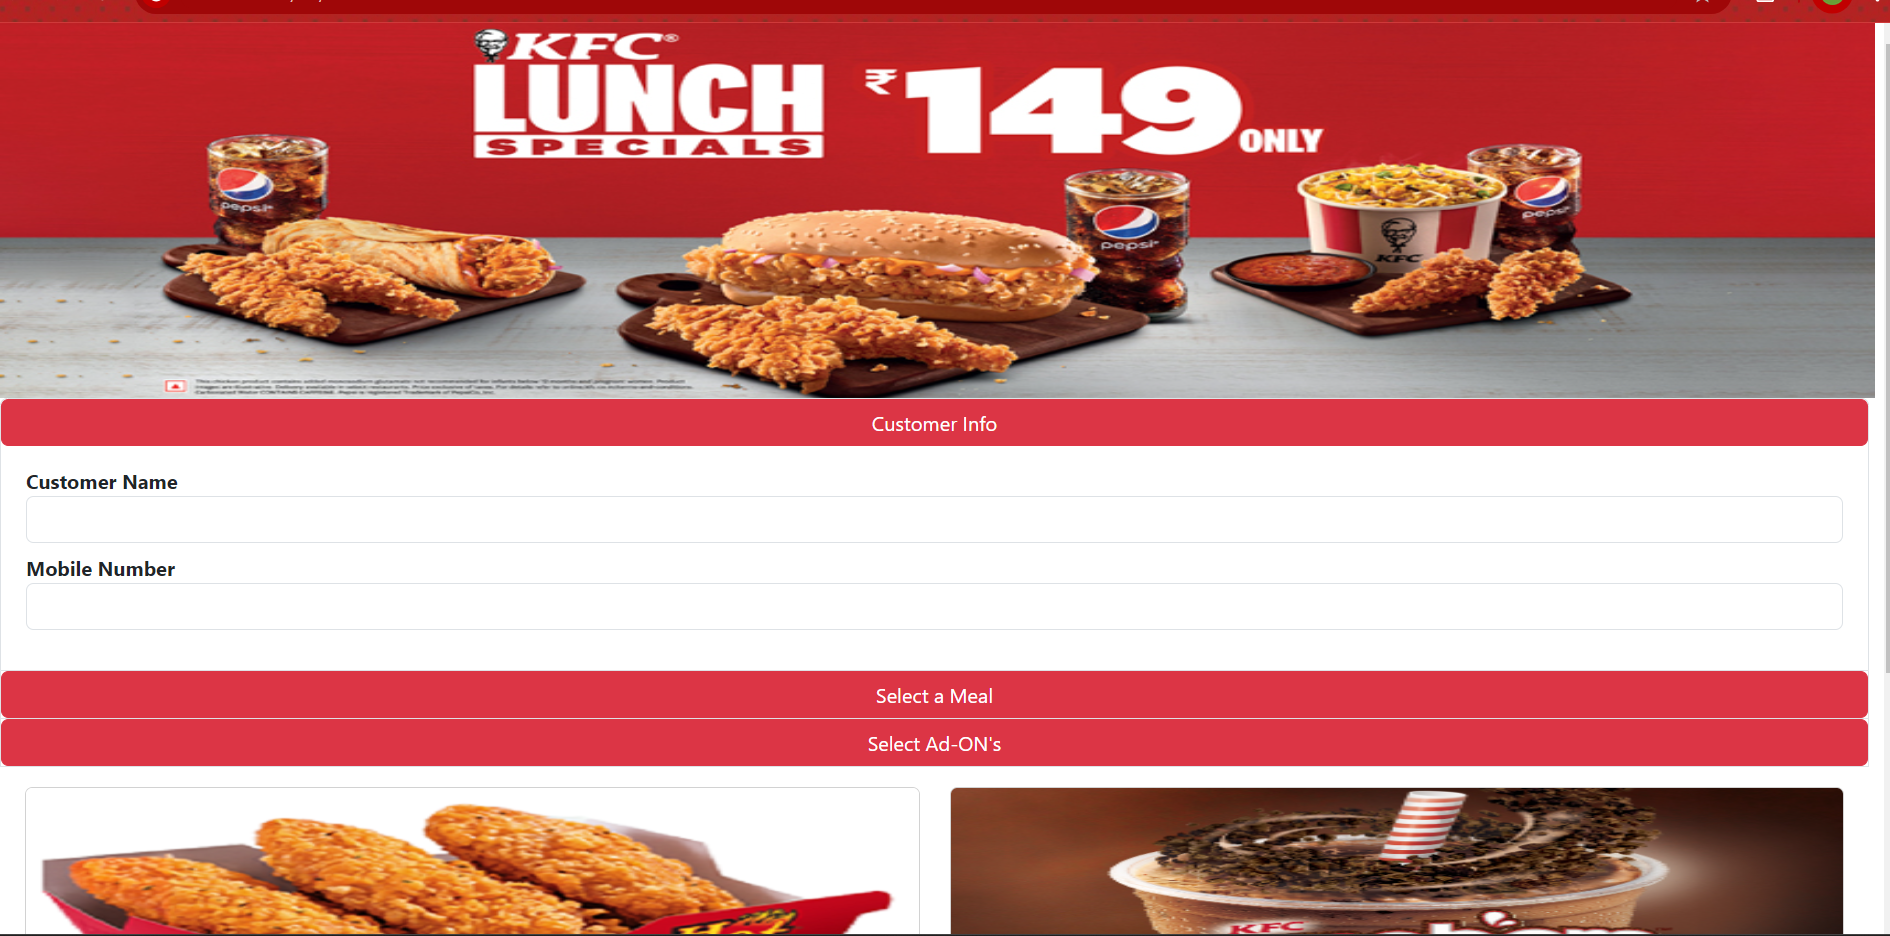 KFC®
LUNCH
SPECIALS
₹149 ONLY
pepsi
pepsi
pepsi
KFC
Customer Info
Customer Name
Mobile Number
Select a Meal
Select Ad-ON's
KFC